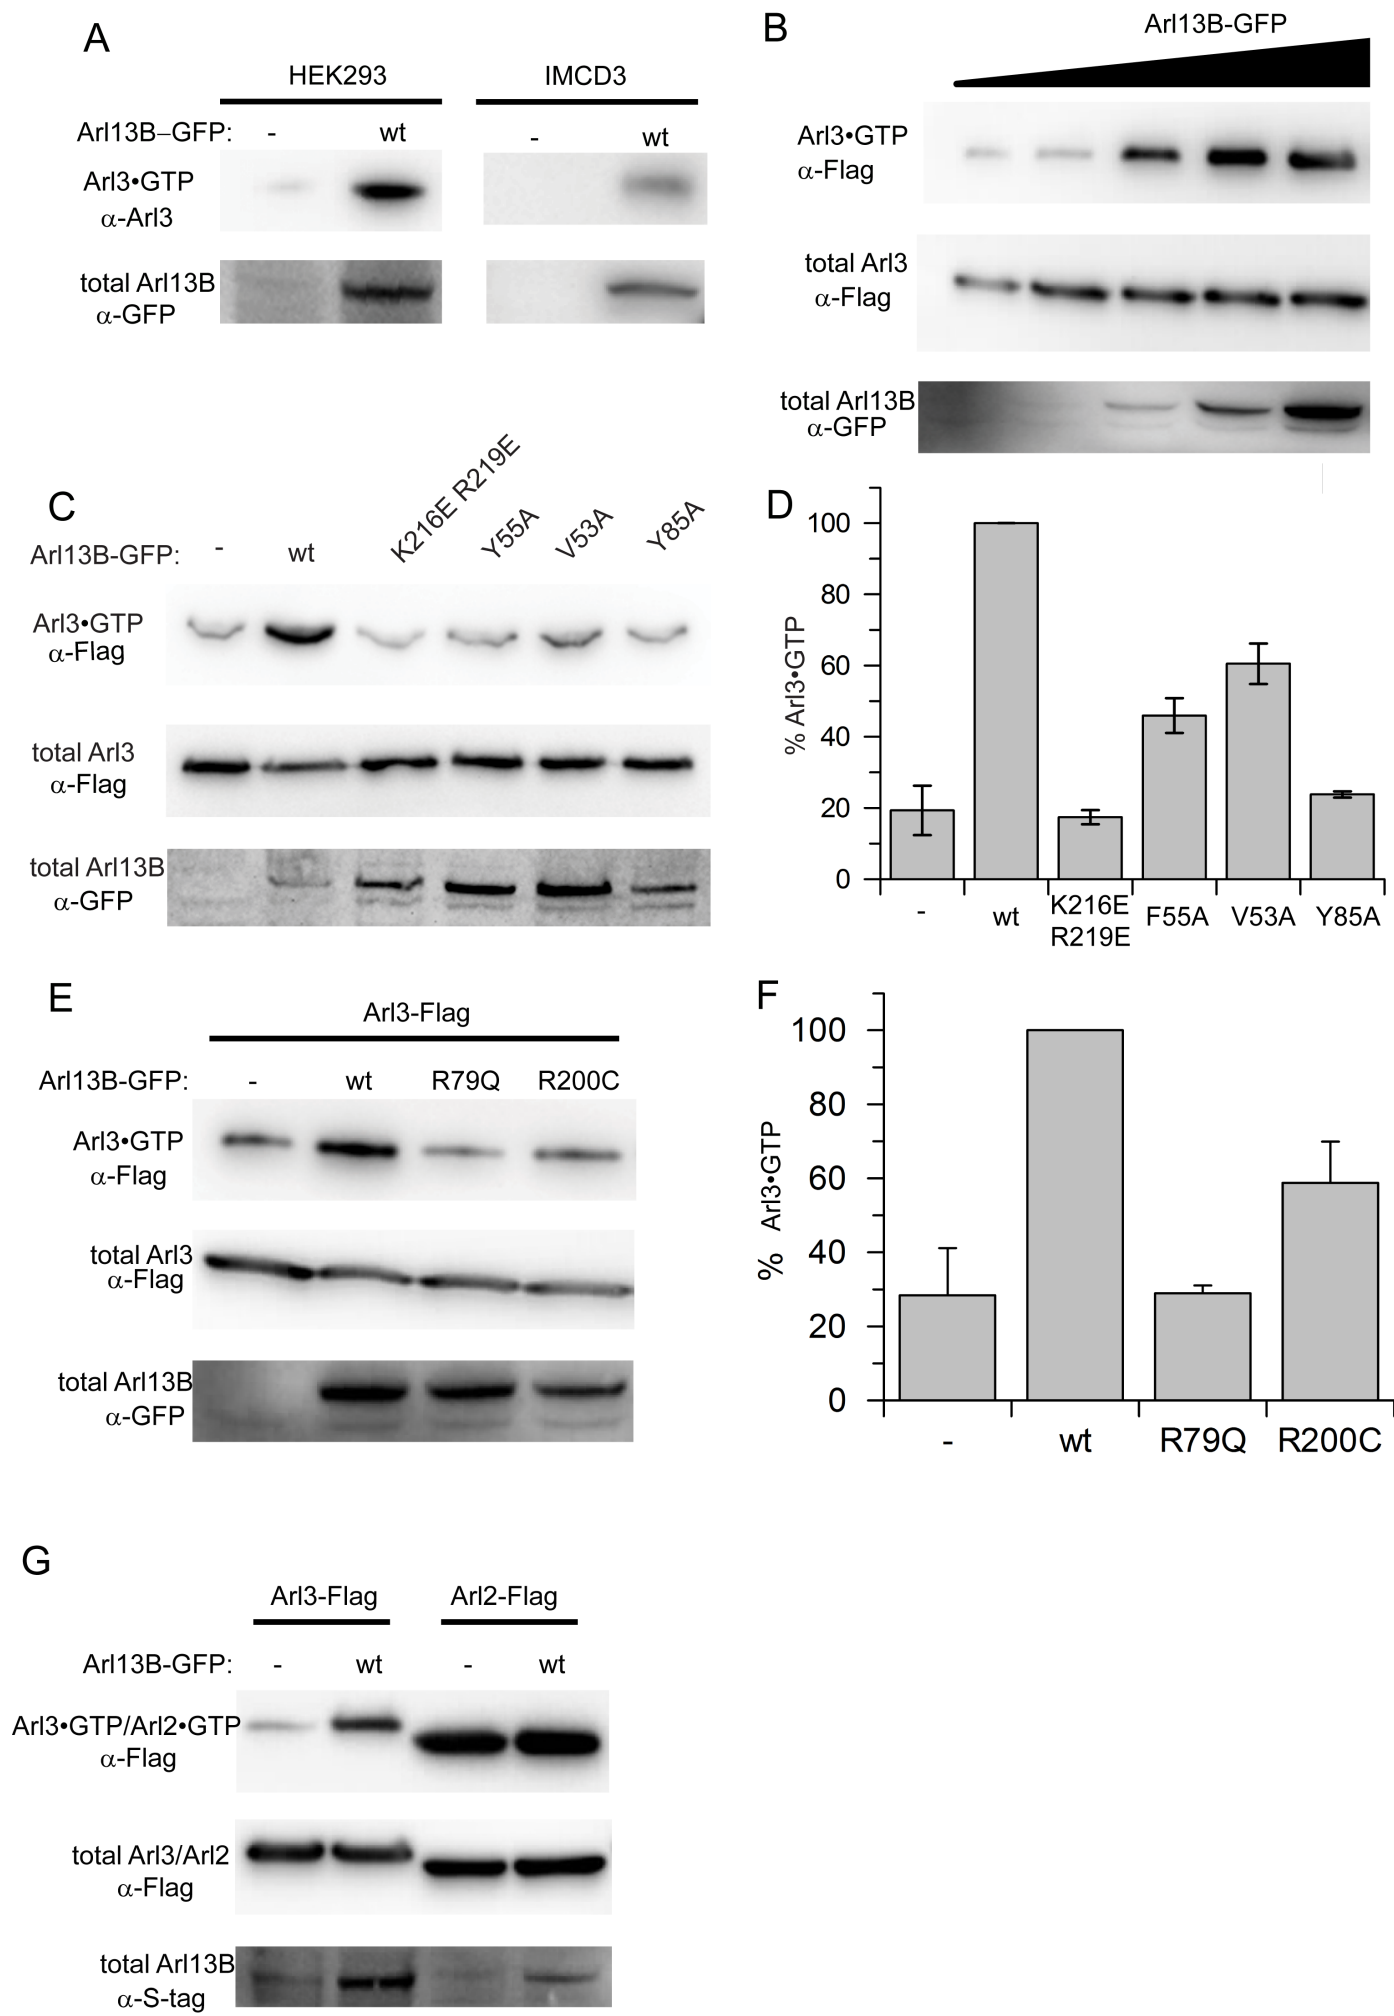 A
HEK293
IMCD3
Arl13B–GFP:
-
wt
-
wt
Arl3•GTP
α-Arl3
total Arl13B
α-GFP
B
Arl13B-GFP
Arl3•GTP
α-Flag
total Arl3
α-Flag
total Arl13B
α-GFP
C
Arl13B-GFP:
-
wt
K216E R219E
Y55A
V53A
Y85A
Arl3•GTP
α-Flag
total Arl3
α-Flag
total Arl13B
α-GFP
D
% Arl3•GTP
100
80
60
40
20
0
-
wt
K216E
R219E
F55A
V53A
Y85A
E
Arl3-Flag
Arl13B-GFP:
-
wt
R79Q
R200C
Arl3•GTP
α-Flag
total Arl3
α-Flag
total Arl13B
α-GFP
F
% Arl3•GTP
100
80
60
40
20
0
-
wt
R79Q
R200C
G
Arl3-Flag
Arl2-Flag
Arl13B-GFP:
-
wt
-
wt
Arl3•GTP/Arl2•GTP
α-Flag
total Arl3/Arl2
α-Flag
total Arl13B
α-S-tag